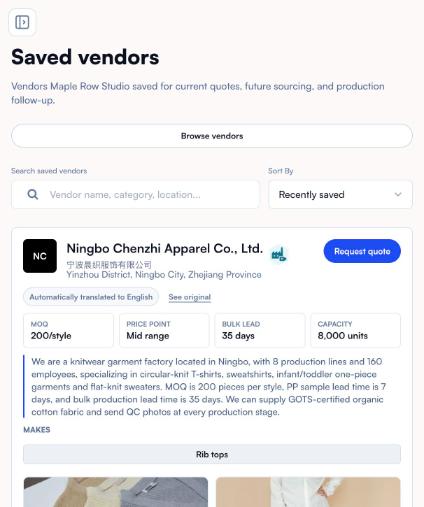 Saved vendors
Vendors Maple Row Studio saved for current quotes, future sourcing, and production
follow-up.
Browse vendors
Search saved vendors
Sort By
Vendor name, category, location...
Recently saved
NC
Ningbo Chenzhi Apparel Co., Ltd.
宁波晨织服饰有限公司
Yinzhou District, Ningbo City, Zhejiang Province
Request quote
Automatically translated to English
See original
MOQ
200/style
PRICE POINT
Mid range
BULK LEAD
35 days
CAPACITY
8,000 units
We are a knitwear garment factory located in Ningbo, with 8 production lines and 160
employees, specializing in circular-knit T-shirts, sweatshirts, infant/toddler one-piece
garments and flat-knit sweaters. MOQ is 200 pieces per style, PP sample lead time is 7
days, and bulk production lead time is 35 days. We can supply GOTS-certified organic
cotton fabric and send QC photos at every production stage.
MAKES
Rib tops